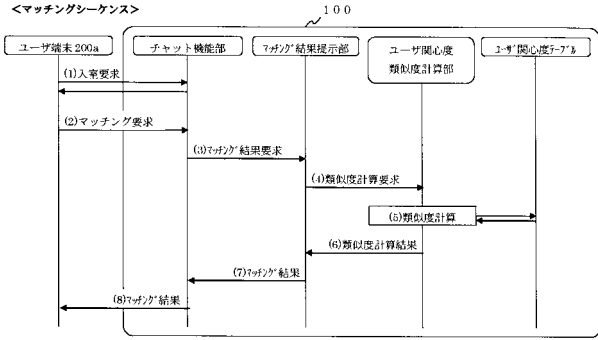 ＜マッチングシーケンス＞
１００
ユーザ端末200a
チャット機能部
ﾏｯﾁﾝｸﾞ結果提示部
ユーザ関心度
類似度計算部
ﾕｰｻﾞ関心度ﾃｰﾌﾞﾙ
(1)入室要求
(2)マッチング要求
(3)ﾏｯﾁﾝｸﾞ結果要求
(4)類似度計算要求
(5)類似度計算
(6)類似度計算結果
(7)ﾏｯﾁﾝｸﾞ結果
(8)ﾏｯﾁﾝｸﾞ結果